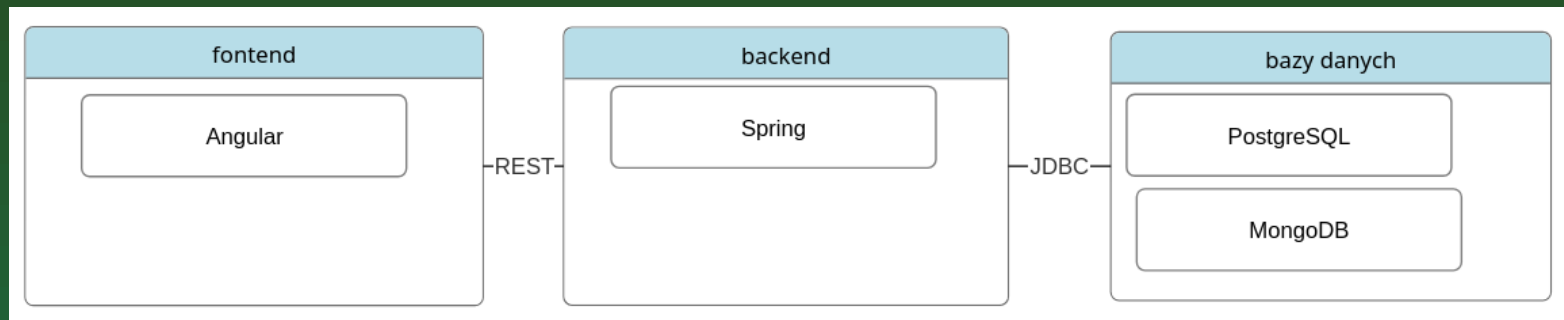 fontend
Angular
REST
backend
Spring
JDBC
bazy danych
PostgreSQL
MongoDB